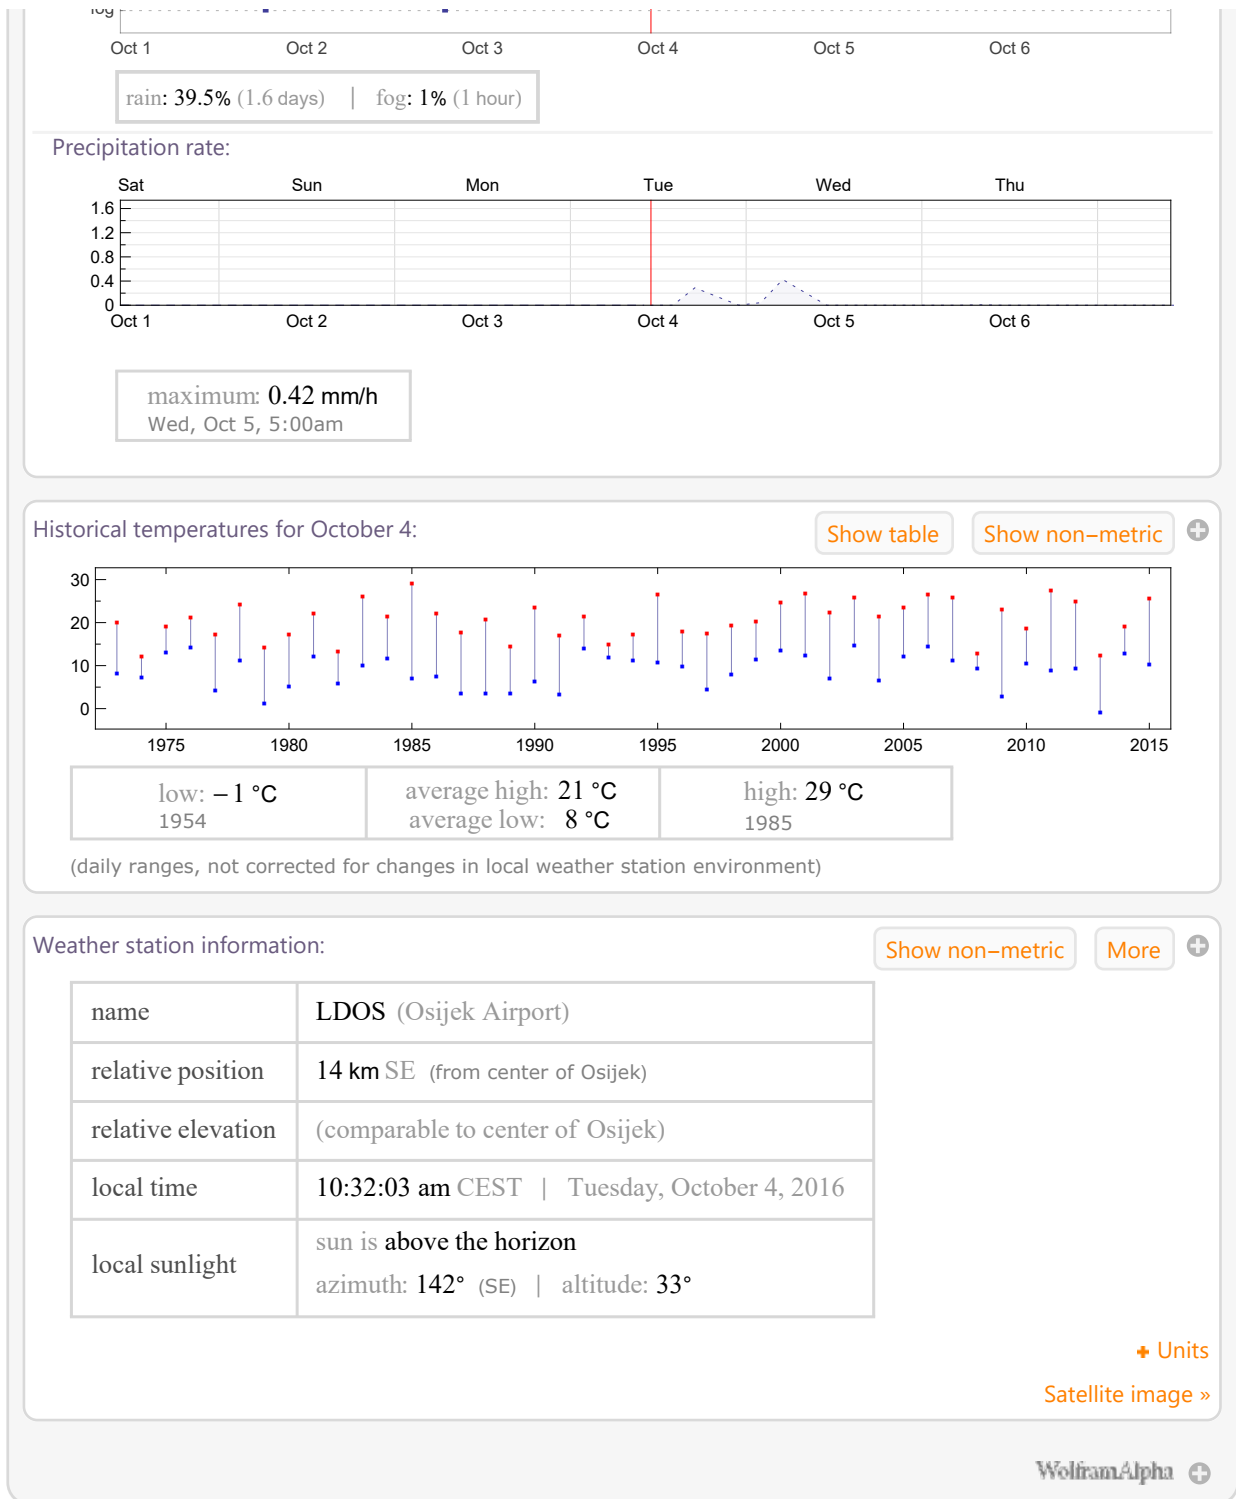 fog
Oct 1 Oct 2 Oct 3 Oct 4 Oct 5 Oct 6
rain: 39.5% (1.6 days) | fog: 1% (1 hour)
Precipitation rate:
Sat Sun Mon Tue Wed Thu
1.6
1.2
0.8
0.4
0
Oct 1 Oct 2 Oct 3 Oct 4 Oct 5 Oct 6
maximum: 0.42 mm/h
Wed, Oct 5, 5:00am
Historical temperatures for October 4:
Show table Show non-metric
30
20
10
0
1975 1980 1985 1990 1995 2000 2005 2010 2015
low: −1 °C
1954
average high: 21 °C
average low: 8 °C
high: 29 °C
1985
(daily ranges, not corrected for changes in local weather station environment)
Weather station information:
Show non-metric More
name LDOS (Osijek Airport)
relative position 14 km SE (from center of Osijek)
relative elevation (comparable to center of Osijek)
local time 10:32:03 am CEST | Tuesday, October 4, 2016
local sunlight
sun is above the horizon
azimuth: 142° (SE) | altitude: 33°
+ Units
Satellite image »
WolframAlpha